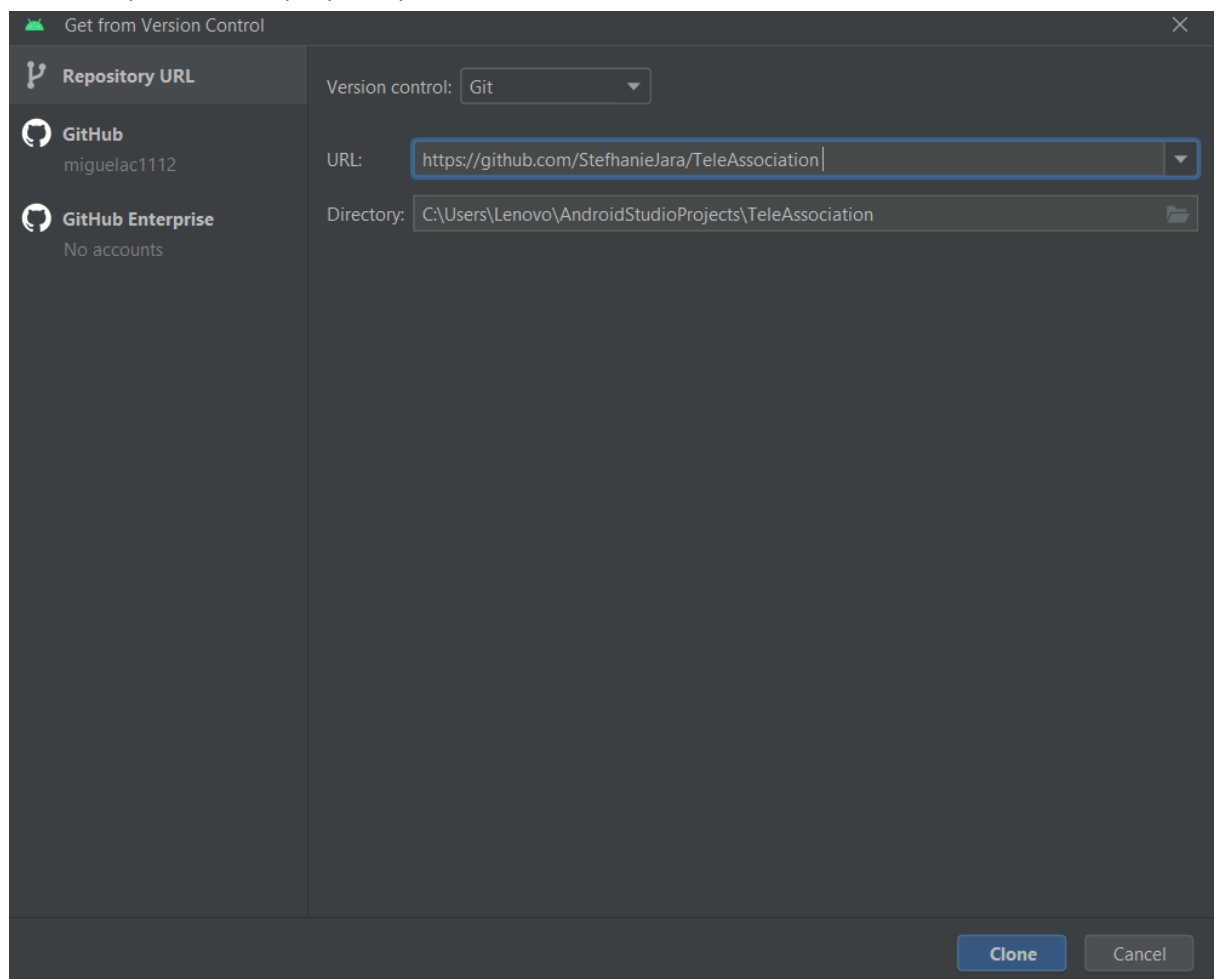 Get from Version Control
Repository URL
GitHub
miguelac1112
GitHub Enterprise
No accounts
Version control: Git
URL: https://github.com/StefhanieJara/TeleAssociation
Directory: C:\Users\Lenovo\AndroidStudioProjects\TeleAssociation
Clone Cancel